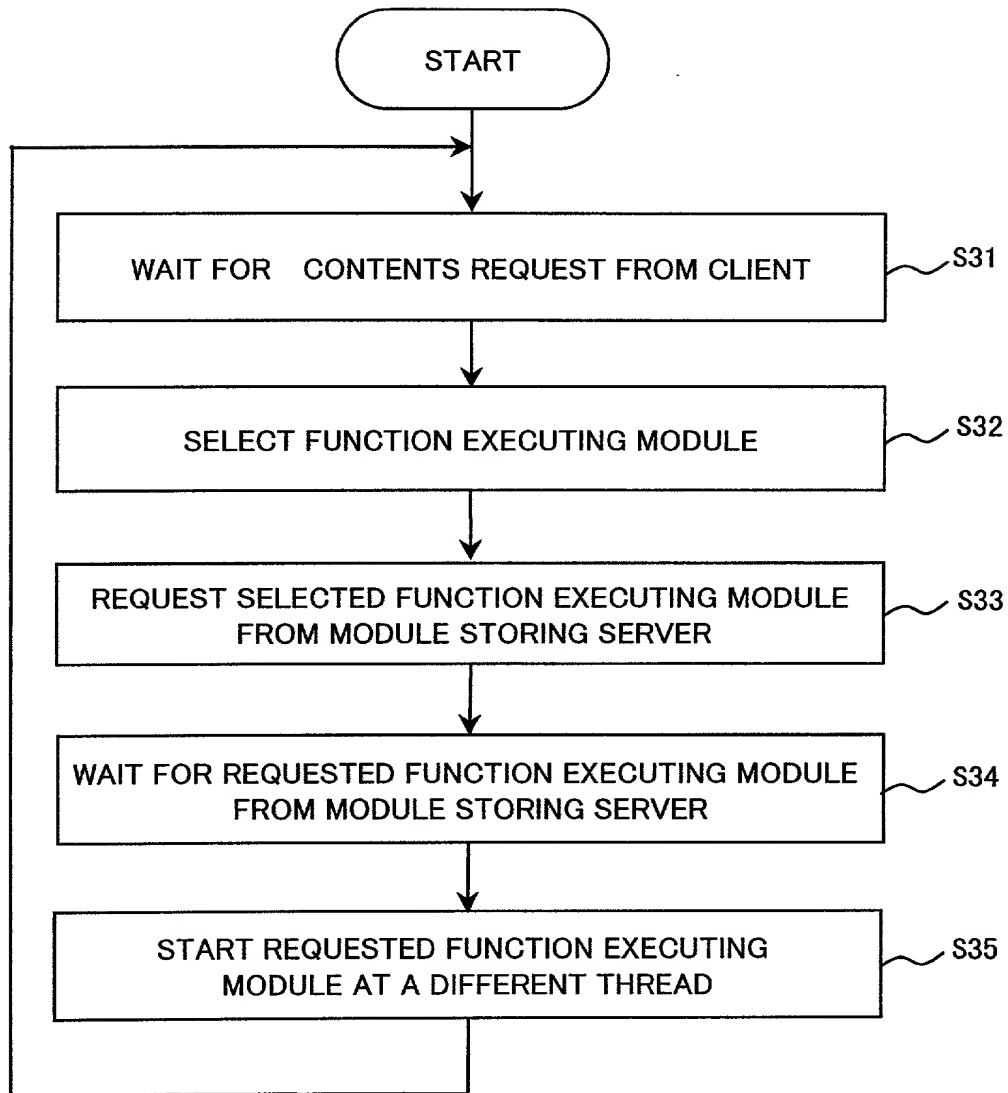 START
WAIT FOR CONTENTS REQUEST FROM CLIENT
S31
SELECT FUNCTION EXECUTING MODULE
S32
REQUEST SELECTED FUNCTION EXECUTING MODULE
FROM MODULE STORING SERVER
S33
WAIT FOR REQUESTED FUNCTION EXECUTING MODULE
FROM MODULE STORING SERVER
S34
START REQUESTED FUNCTION EXECUTING
MODULE AT A DIFFERENT THREAD
S35